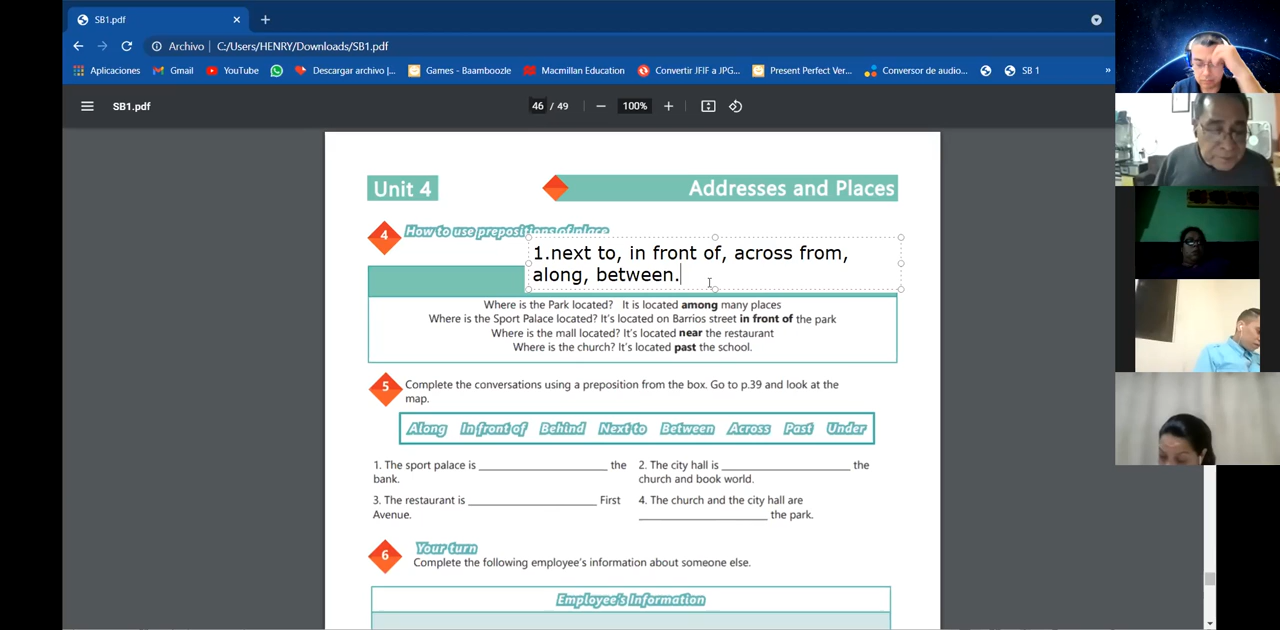 SB1.pdf
Archivo | C:/Users/HENRY/Downloads/SB1.pdf
Aplicaciones Gmail YouTube Descargar archivo |... Games - Baamboozle Macmillan Education Convertir JFIF a JPG... Present Perfect Ver... Conversor de audio... SB 1 »
SB1.pdf 46 / 49 100%
Unit 4 Addresses and Places
4 How to use prepositions of place
1.next to, in front of, across from,
along, between.
Where is the Park located? It is located among many places
Where is the Sport Palace located? It's located on Barrios street in front of the park
Where is the mall located? It's located near the restaurant
Where is the church? It's located past the school.
5 Complete the conversations using a preposition from the box. Go to p.39 and look at the
map.
Along In front of Behind Next to Between Across Past Under
1. The sport palace is ____________ the
bank.
2. The city hall is ____________ the
church and book world.
3. The restaurant is ____________ First
Avenue.
4. The church and the city hall are
____________ the park.
6 Your turn
Complete the following employee's information about someone else.
Employee's Information